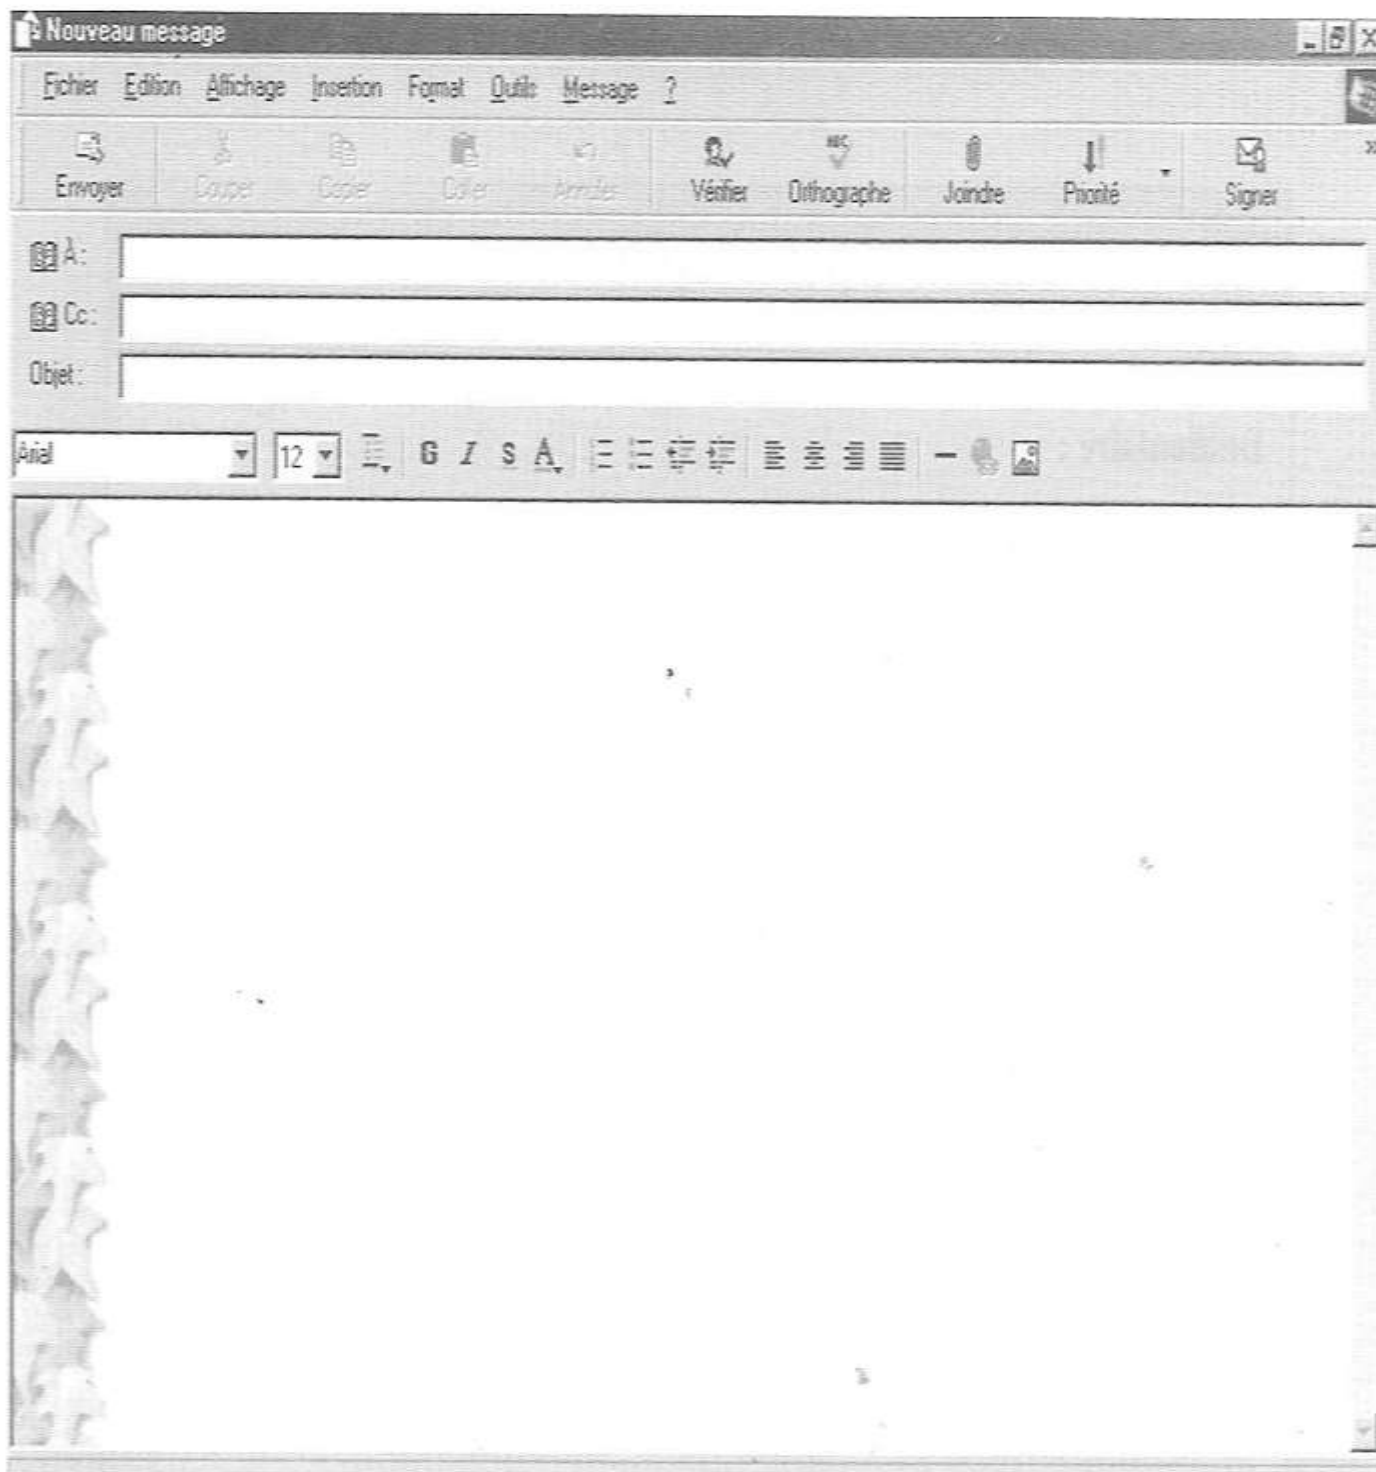 Nouveau message
Fichier Edition Affichage Insertion Format Outils Message ?
Envoyer Couper Copier Coller Annuler Vérifier Orthographe Joindre Priorité Signer »
À :
Cc :
Objet :
Arial 12 G I S A